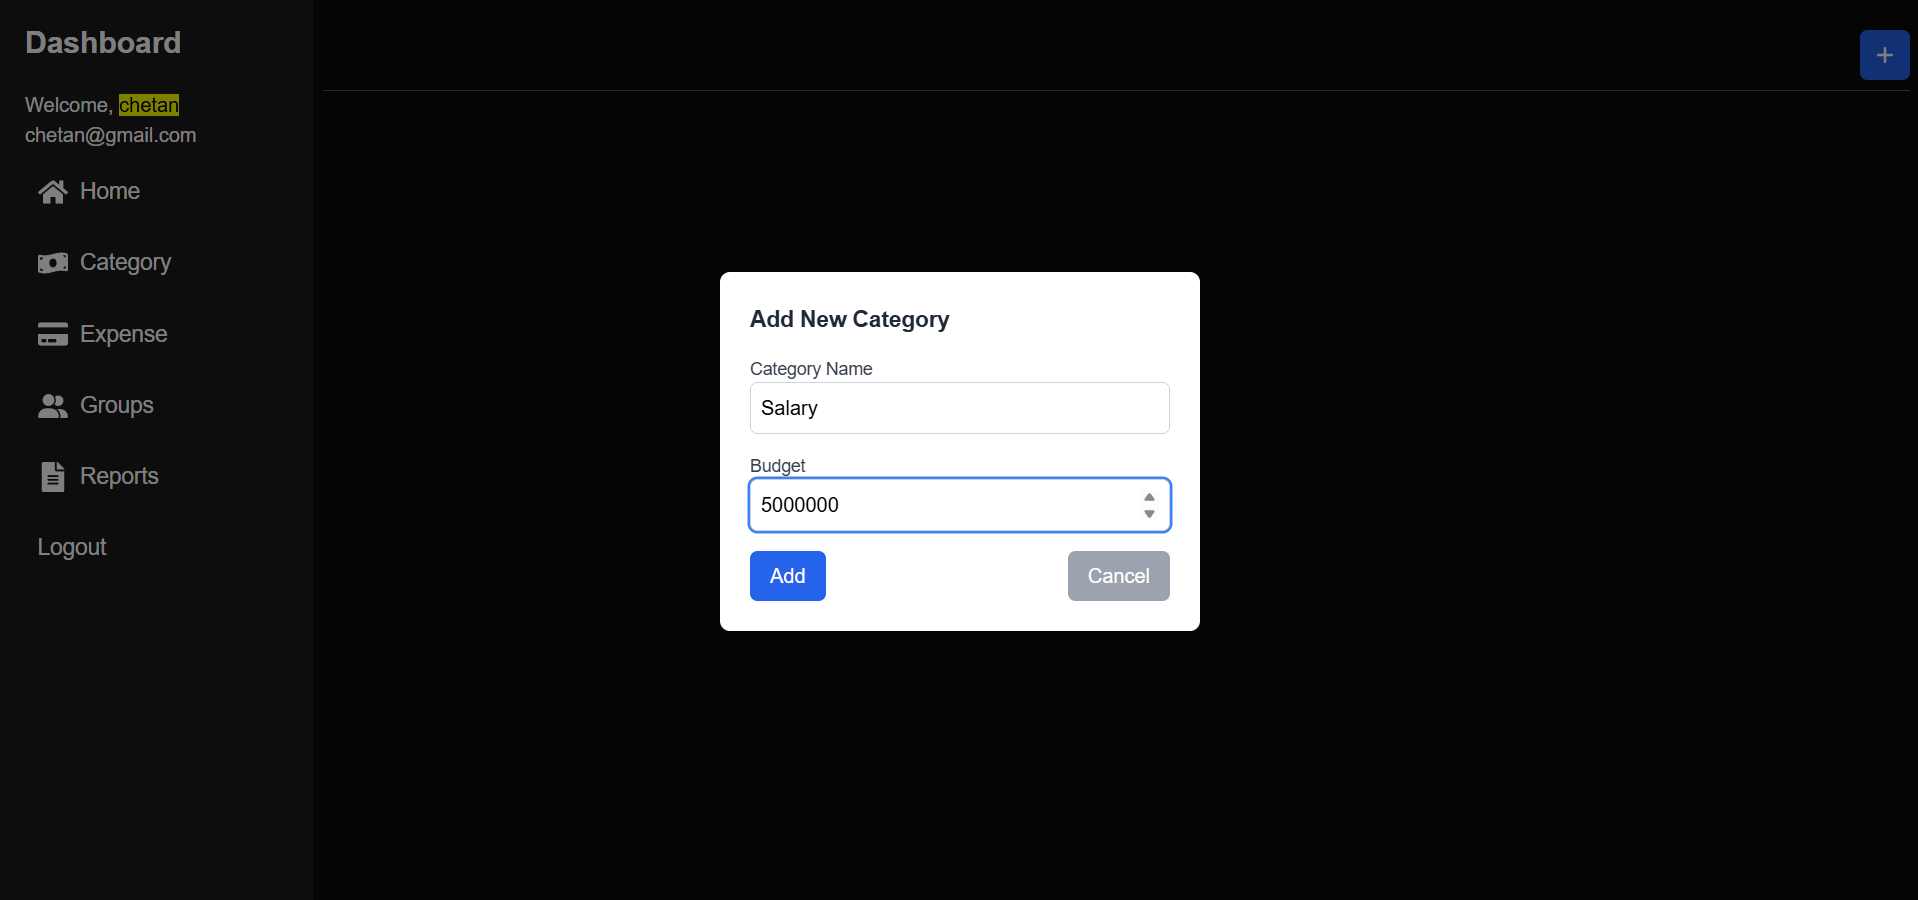 Dashboard
Welcome, chetan
chetan@gmail.com
Home
Category
Expense
Groups
Reports
Logout
+
Add New Category
Category Name
Salary
Budget
5000000
Add
Cancel